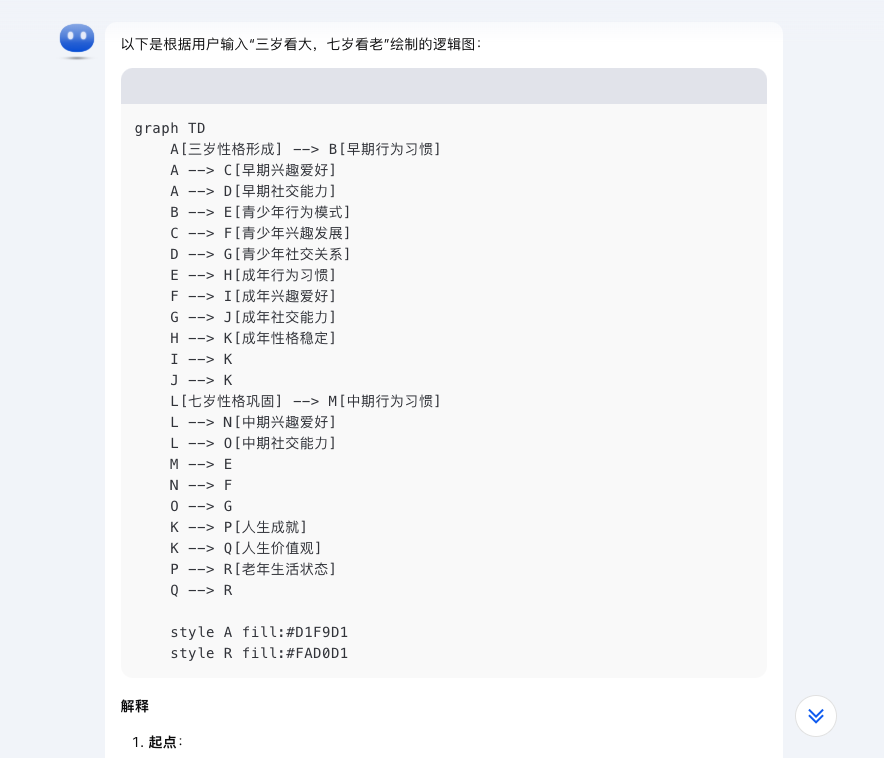 以下是根据用户输入“三岁看大，七岁看老”绘制的逻辑图：
graph TD
    A[三岁性格形成] --> B[早期行为习惯]
    A --> C[早期兴趣爱好]
    A --> D[早期社交能力]
    B --> E[青少年行为模式]
    C --> F[青少年兴趣发展]
    D --> G[青少年社交关系]
    E --> H[成年行为习惯]
    F --> I[成年兴趣爱好]
    G --> J[成年社交能力]
    H --> K[成年性格稳定]
    I --> K
    J --> K
    L[七岁性格巩固] --> M[中期行为习惯]
    L --> N[中期兴趣爱好]
    L --> O[中期社交能力]
    M --> E
    N --> F
    O --> G
    K --> P[人生成就]
    K --> Q[人生价值观]
    P --> R[老年生活状态]
    Q --> R
    style A fill:#D1F9D1
    style R fill:#FAD0D1
解释
1. 起点：